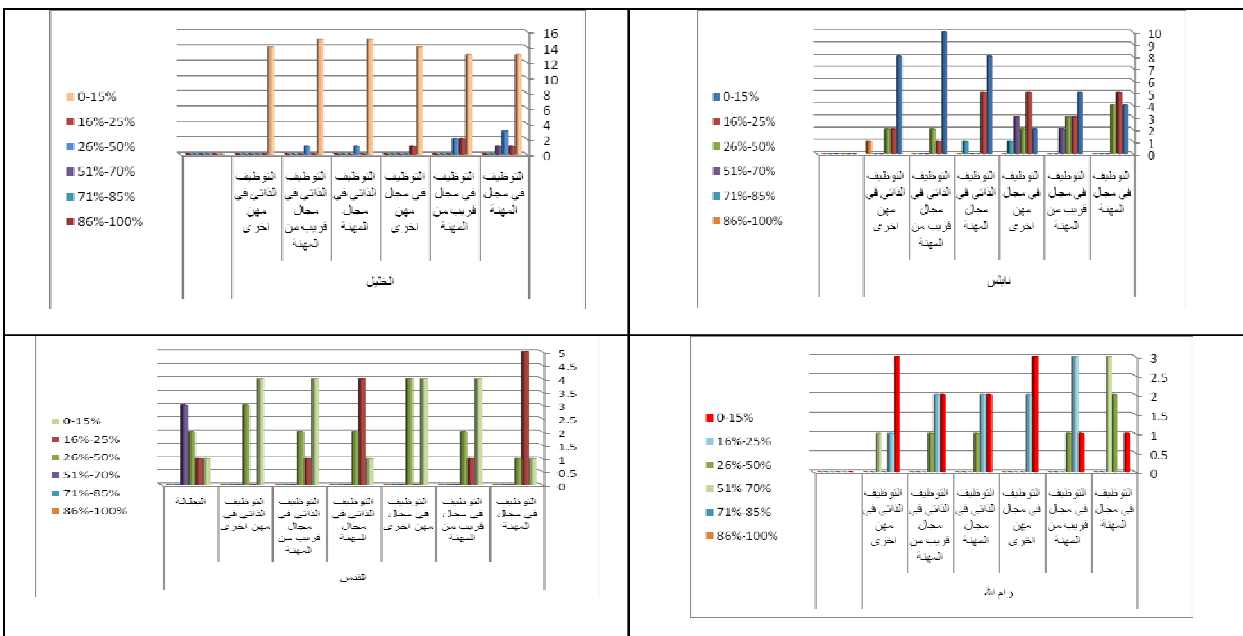 16
14
12
10
8
6
4
2
0
0-15%
16%-25%
26%-50%
51%-70%
71%-85%
86%-100%
التوظيف
في مجال
المهنة
التوظيف
في مجال
قريب من
المهنة
التوظيف
في مجال
مهن
اخرى
التوظيف
الذاتي في
مجال
المهنة
التوظيف
الذاتي في
مجال
قريب من
المهنة
التوظيف
الذاتي في
مهن
اخرى
الخليل
10
9
8
7
6
5
4
3
2
1
0
0-15%
16%-25%
26%-50%
51%-70%
71%-85%
86%-100%
التوظيف
في مجال
المهنة
التوظيف
في مجال
قريب من
المهنة
التوظيف
في مجال
مهن
اخرى
التوظيف
الذاتي في
مجال
المهنة
التوظيف
الذاتي في
مجال
قريب من
المهنة
التوظيف
الذاتي في
مهن
اخرى
نابلس
5
4.5
4
3.5
3
2.5
2
1.5
1
0.5
0
0-15%
16%-25%
26%-50%
51%-70%
71%-85%
86%-100%
التوظيف
في مجال
المهنة
التوظيف
في مجال
قريب من
المهنة
التوظيف
في مجال
مهن اخرى
التوظيف
الذاتي في
مجال
المهنة
التوظيف
الذاتي في
مجال
قريب من
المهنة
التوظيف
الذاتي في
مهن اخرى
البطالة
القدس
3
2.5
2
1.5
1
0.5
0
0-15%
16%-25%
26%-50%
51%-70%
71%-85%
86%-100%
التوظيف
في مجال
المهنة
التوظيف
في مجال
قريب من
المهنة
التوظيف
في مجال
مهن
اخرى
التوظيف
الذاتي في
مجال
المهنة
التوظيف
الذاتي في
مجال
قريب من
المهنة
التوظيف
الذاتي في
مهن
اخرى
رام الله